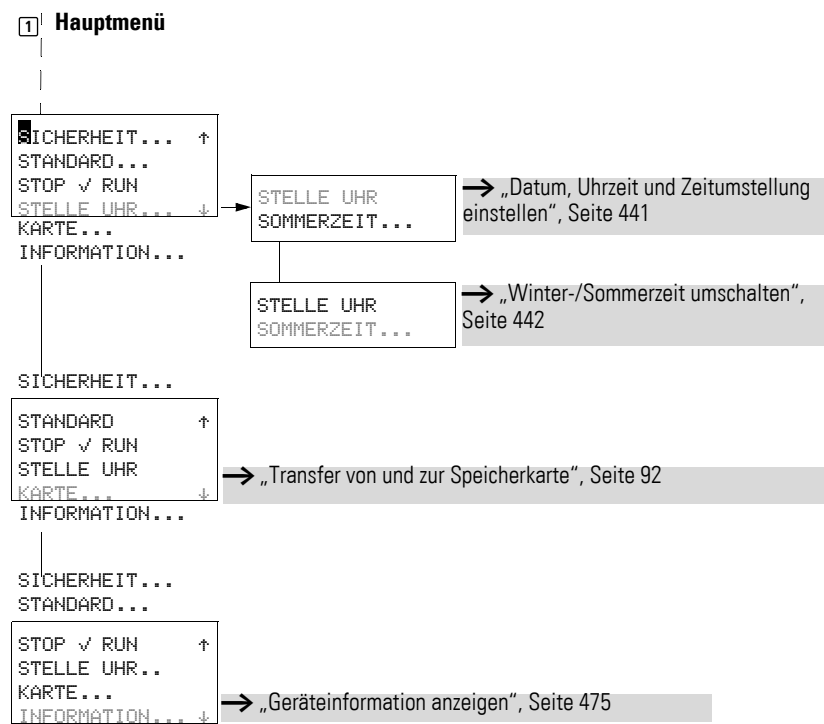 1 Hauptmenü
SICHERHEIT... ↑
STANDARD...
STOP √ RUN
STELLE UHR... ↓
KARTE...
INFORMATION...
STELLE UHR
SOMMERZEIT...
→ „Datum, Uhrzeit und Zeitumstellung
einstellen“, Seite 441
STELLE UHR
SOMMERZEIT...
→ „Winter-/Sommerzeit umschalten“,
Seite 442
SICHERHEIT...
STANDARD ↑
STOP √ RUN
STELLE UHR
KARTE... ↓
INFORMATION...
→ „Transfer von und zur Speicherkarte“, Seite 92
SICHERHEIT...
STANDARD...
STOP √ RUN ↑
STELLE UHR..
KARTE...
INFORMATION... ↓
→ „Geräteinformation anzeigen“, Seite 475